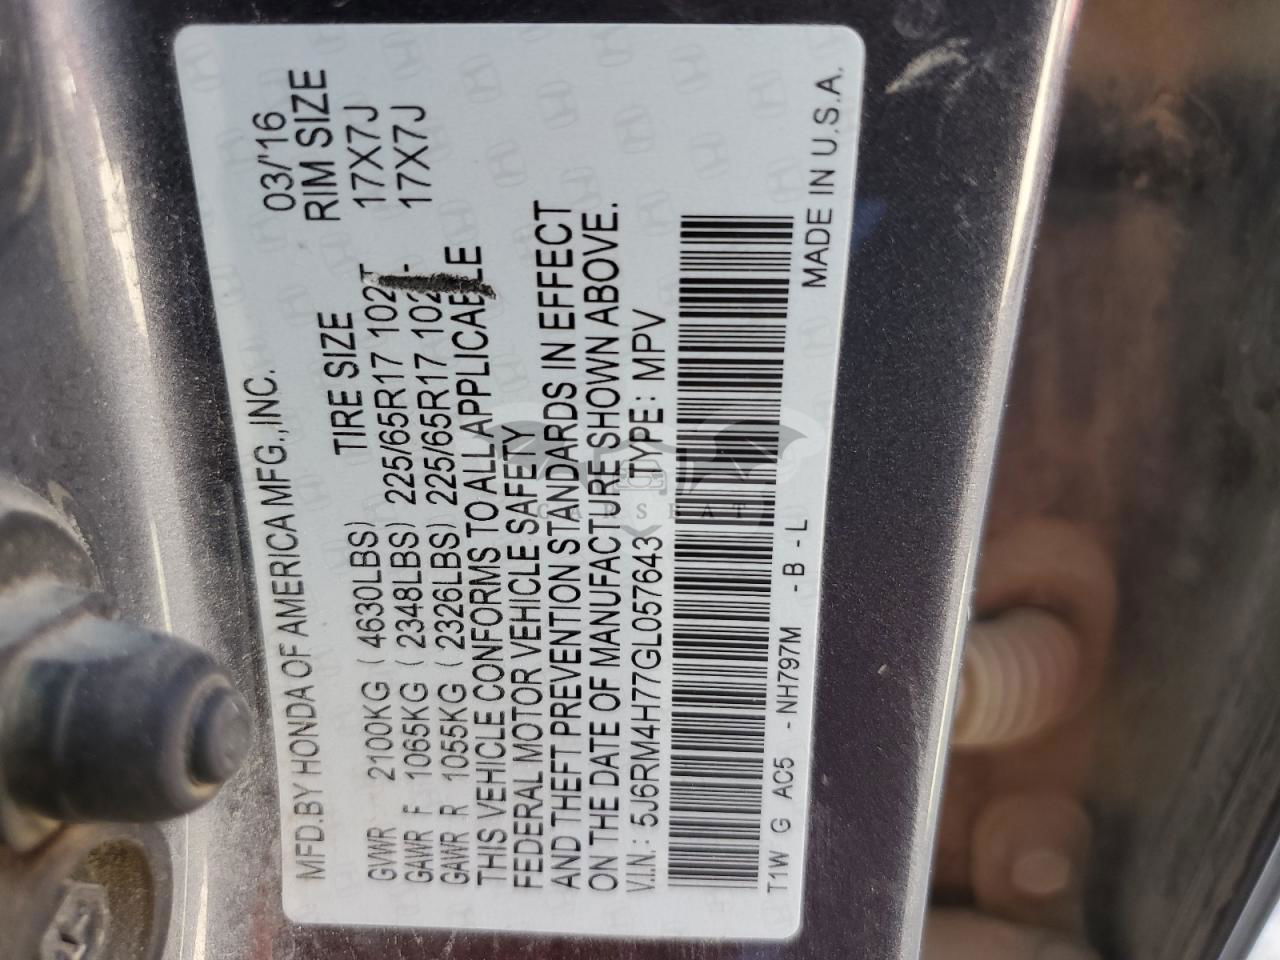 MFD.BY HONDA OF AMERICA MFG.,INC. 03/'16
TIRE SIZE RIM SIZE
GVWR 2100KG ( 4630LBS)
GAWR F 1065KG ( 2348LBS) 225/65R17 102T 17X7J
GAWR R 1055KG ( 2326LBS) 225/65R17 102 17X7J
THIS VEHICLE CONFORMS TO ALL APPLICABLE
FEDERAL MOTOR VEHICLE SAFETY
AND THEFT PREVENTION STANDARDS IN EFFECT
ON THE DATE OF MANUFACTURE SHOWN ABOVE.
V.I.N.: 5J6RM4H77GL057643 TYPE: MPV
T1W G AC5 - NH797M - B - L MADE IN U.S.A.
CARSEAT